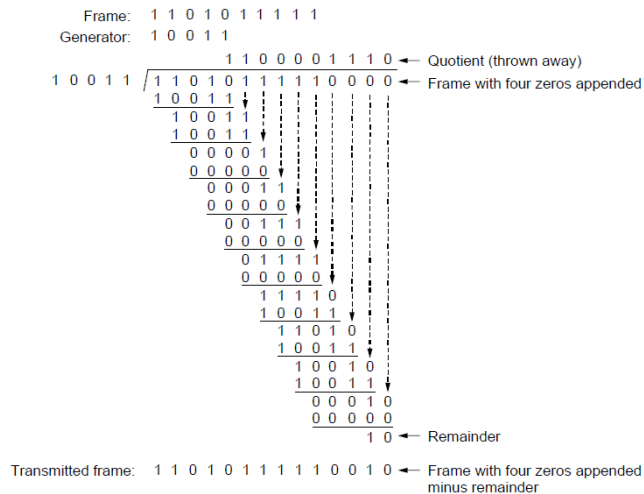 Frame: 1 1 0 1 0 1 1 1 1 1
Generator: 1 0 0 1 1
1 1 0 0 0 0 1 1 1 0 Quotient (thrown away)
1 0 0 1 1 1 1 0 1 0 1 1 1 1 1 0 0 0 0 Frame with four zeros appended
1 0 0 1 1
1 0 0 1 1
1 0 0 1 1
0 0 0 0 1
0 0 0 0 0
0 0 0 1 1
0 0 0 0 0
0 0 1 1 1
0 0 0 0 0
0 1 1 1 1
0 0 0 0 0
1 1 1 1 0
1 0 0 1 1
1 1 0 1 0
1 0 0 1 1
1 0 0 1 0
1 0 0 1 1
0 0 0 1 0
0 0 0 0 0
1 0 Remainder
Transmitted frame: 1 1 0 1 0 1 1 1 1 1 0 0 1 0 Frame with four zeros appended
minus remainder